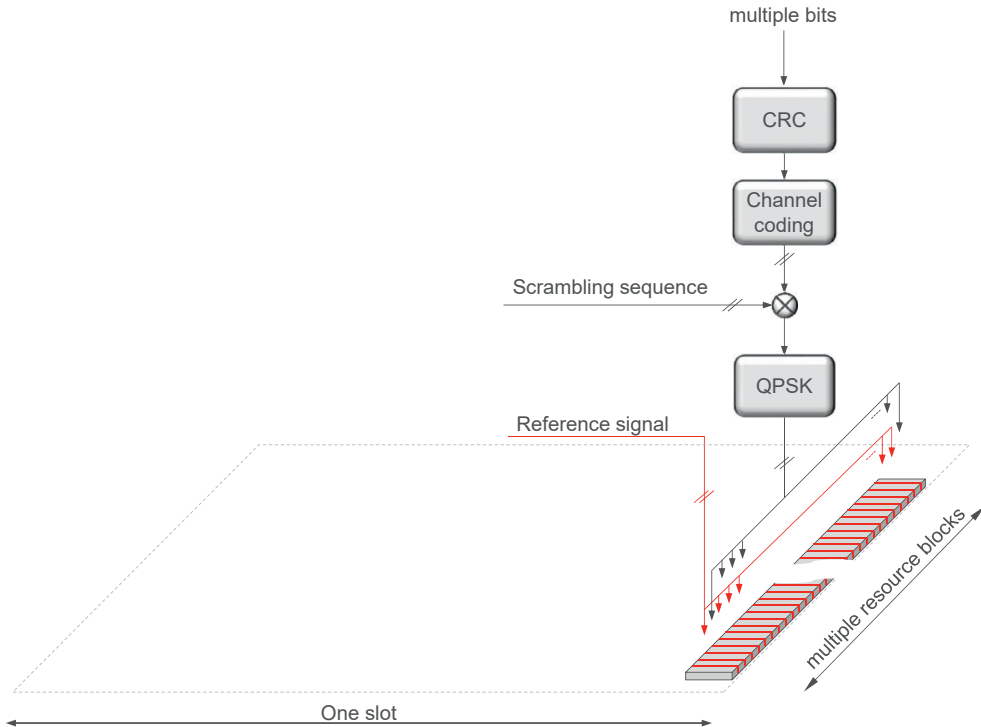 multiple bits
CRC
Channel
coding
Scrambling sequence
QPSK
Reference signal
multiple resource blocks
One slot